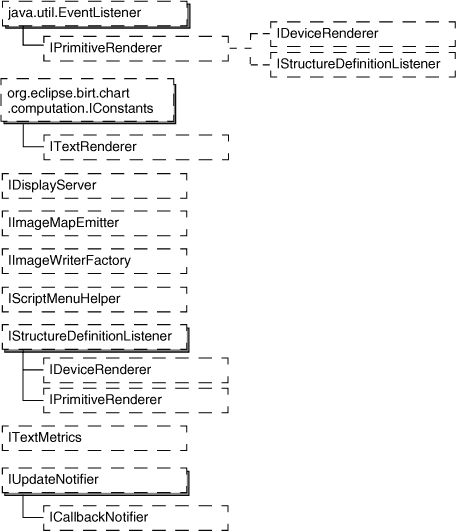 java.util.EventListener
IPrimitiveRenderer
IDeviceRenderer
IStructureDefinitionListener
org.eclipse.birt.chart
.computation.IConstants
ITextRenderer
IDisplayServer
IImageMapEmitter
IImageWriterFactory
IScriptMenuHelper
IStructureDefinitionListener
IDeviceRenderer
IPrimitiveRenderer
ITextMetrics
IUpdateNotifier
ICallbackNotifier